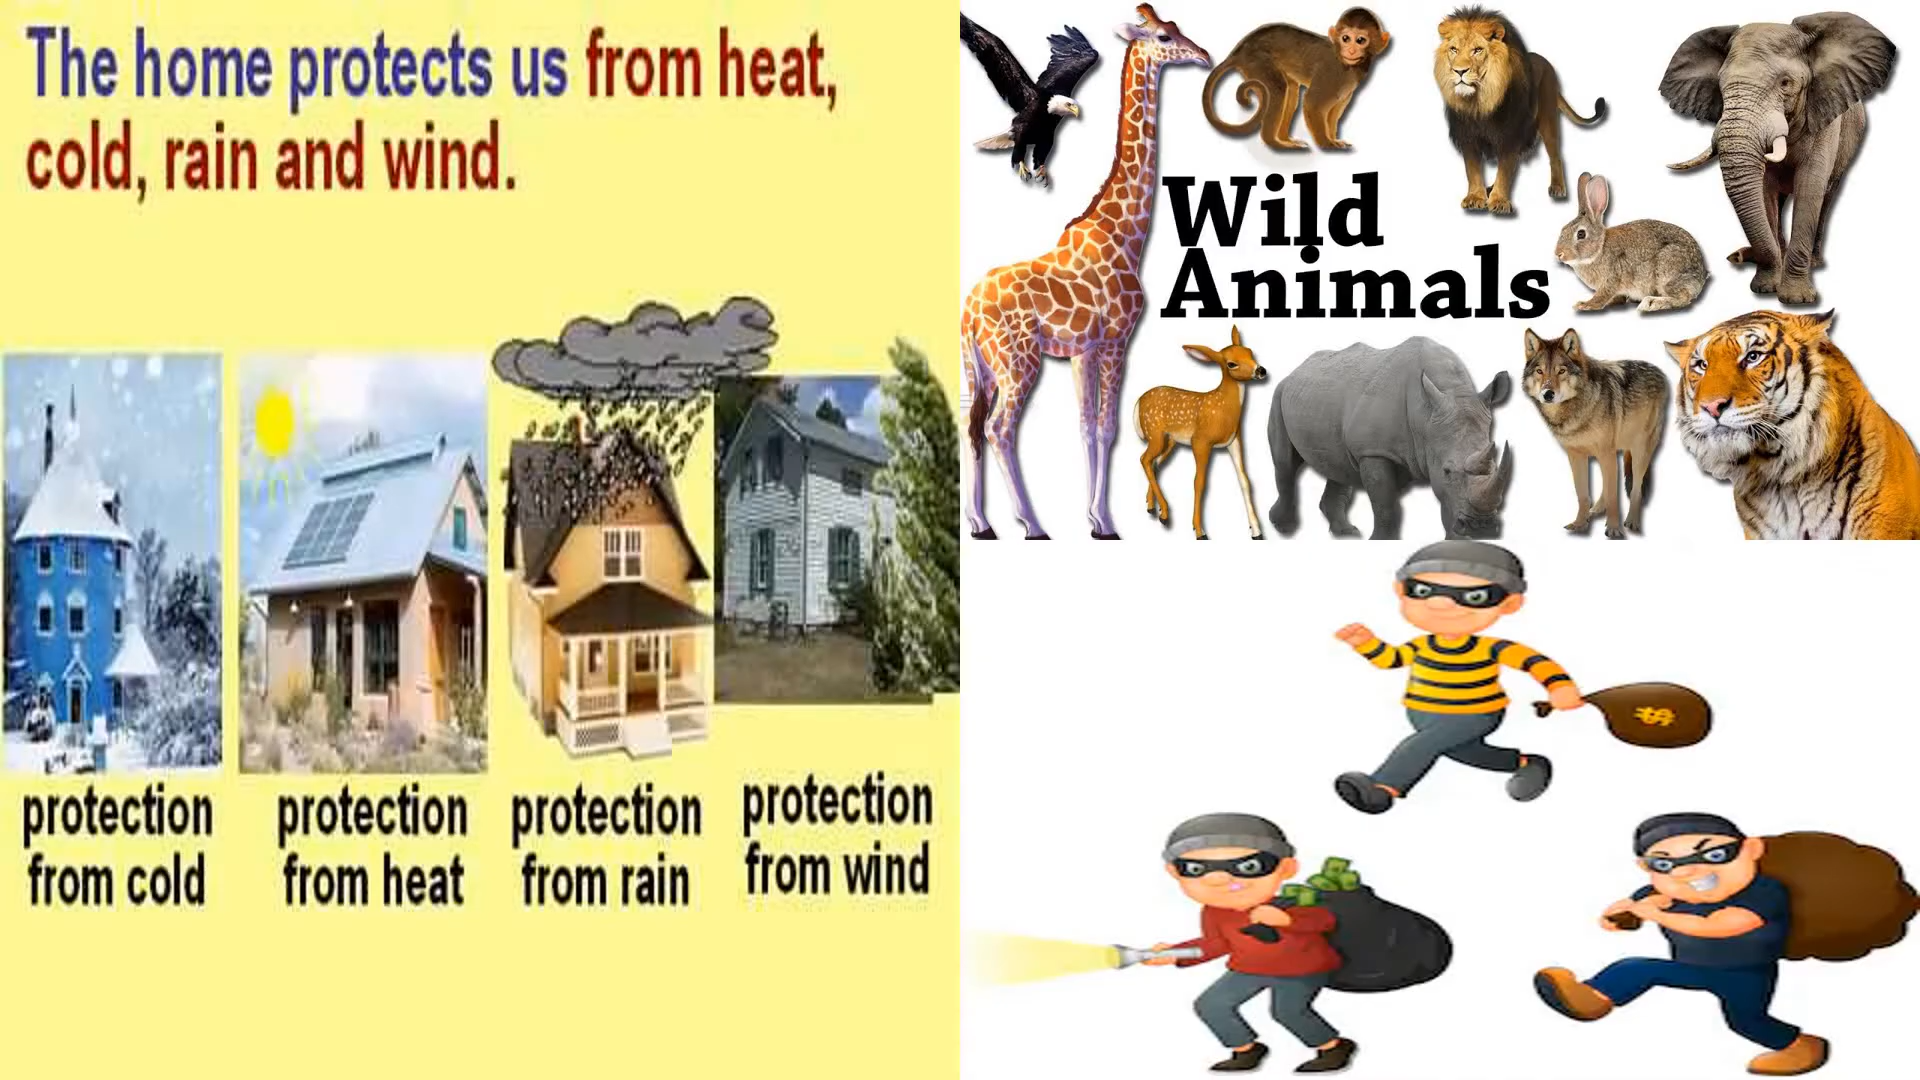 The home protects us from heat,
cold, rain and wind.
protection
from cold
protection
from heat
protection
from rain
protection
from wind
Wild
Animals
$